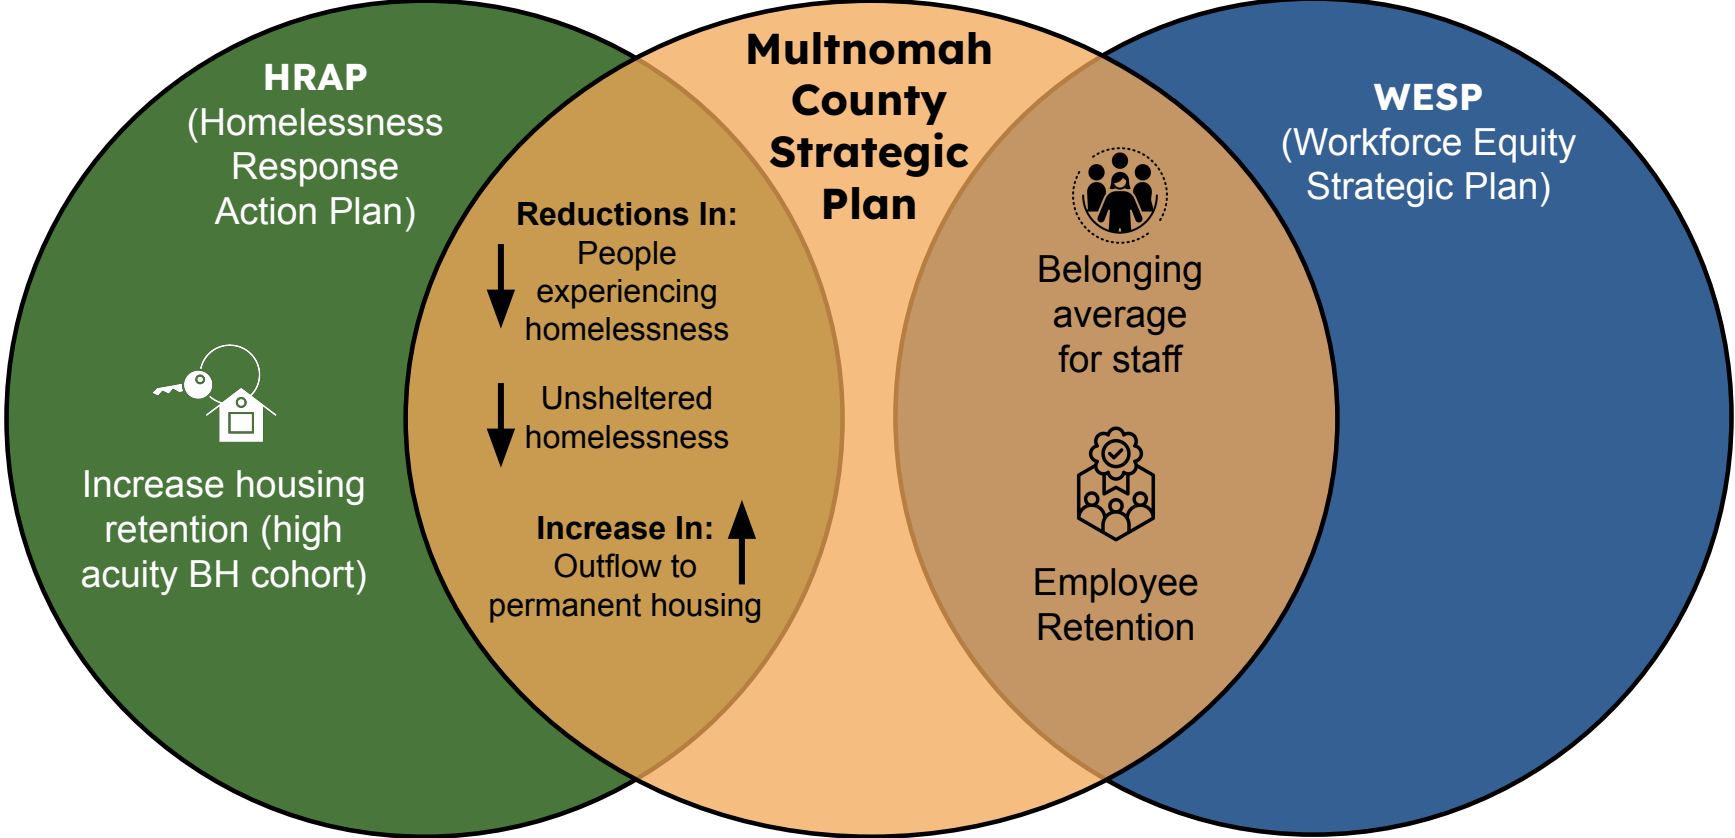 HRAP
(Homelessness
Response
Action Plan)
Increase housing
retention (high
acuity BH cohort)
Reductions In:
People
experiencing
homelessness
Unsheltered
homelessness
Increase In:
Outflow to
permanent housing
Multnomah
County
Strategic
Plan
Belonging
average
for staff
Employee
Retention
WESP
(Workforce Equity
Strategic Plan)